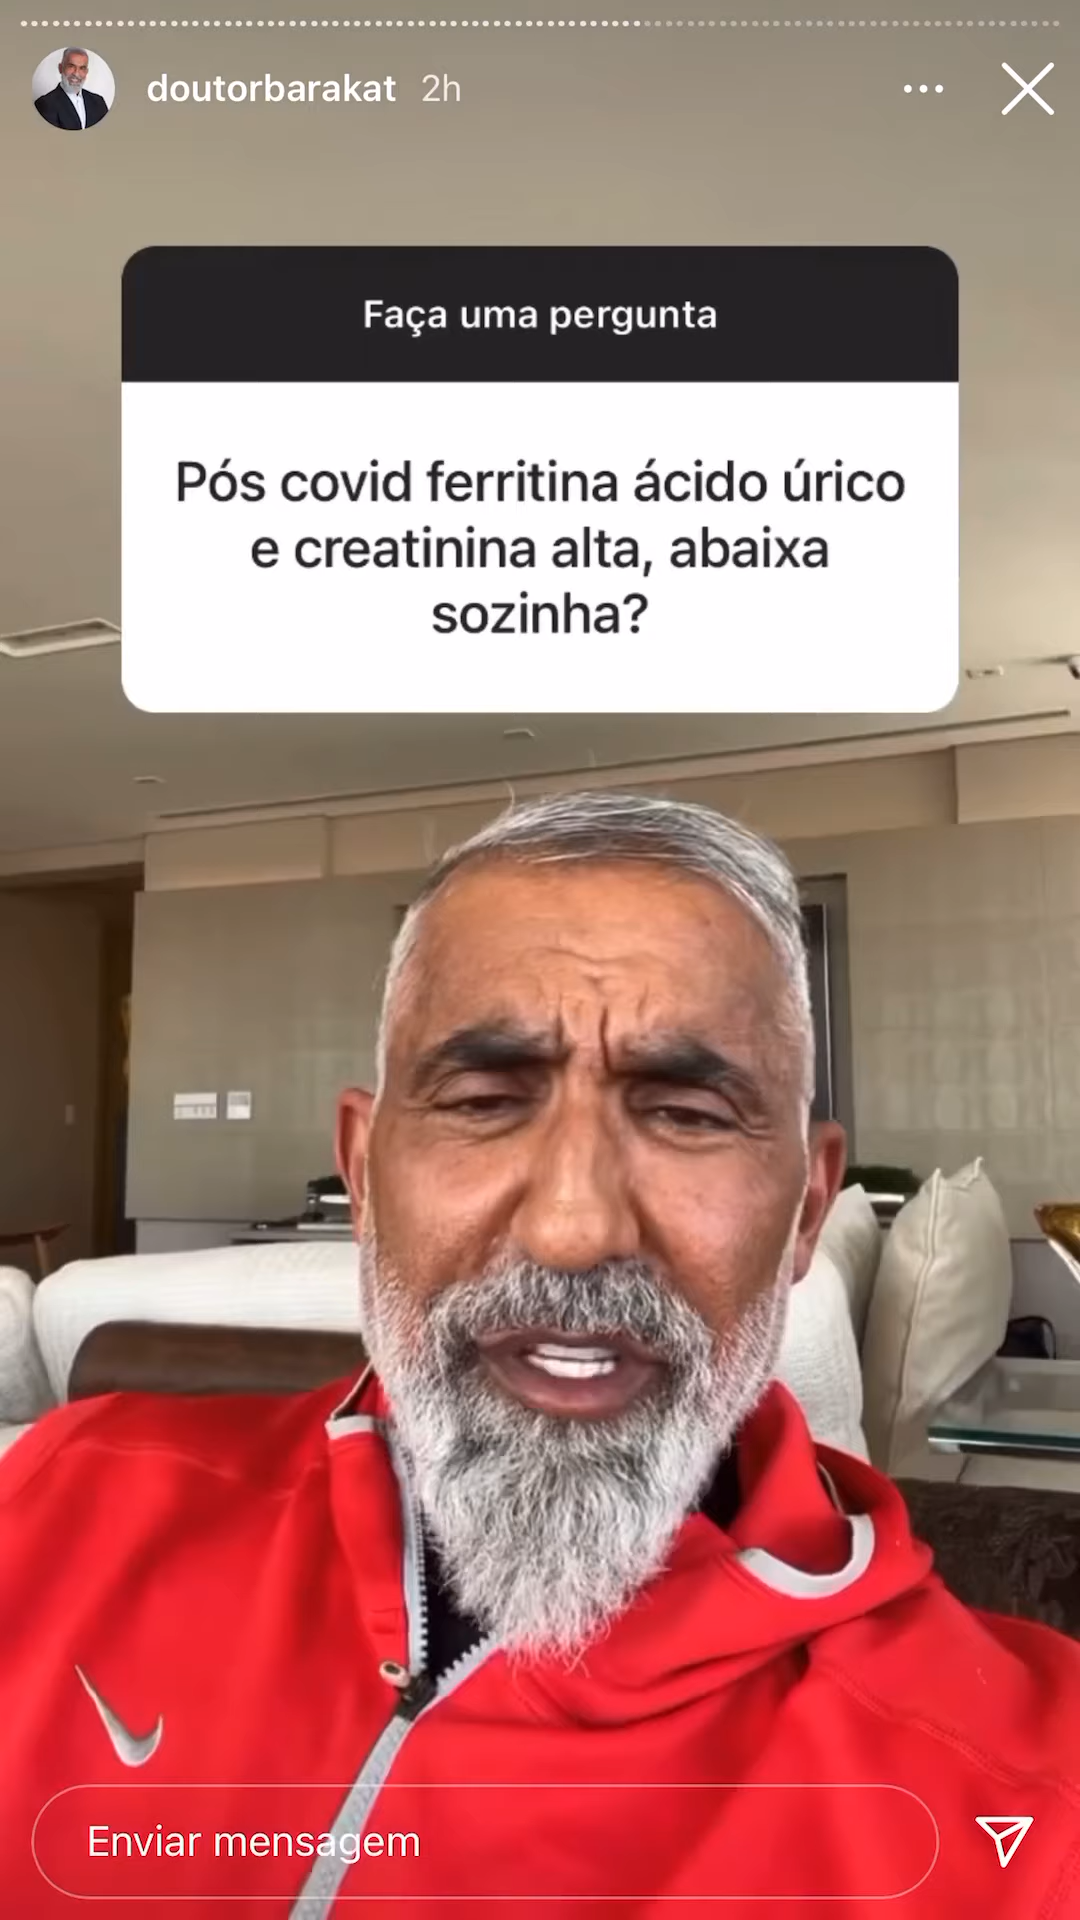 doutorbarakat 2h
Faça uma pergunta
Pós covid ferritina ácido úrico
e creatinina alta, abaixa
sozinha?
Enviar mensagem